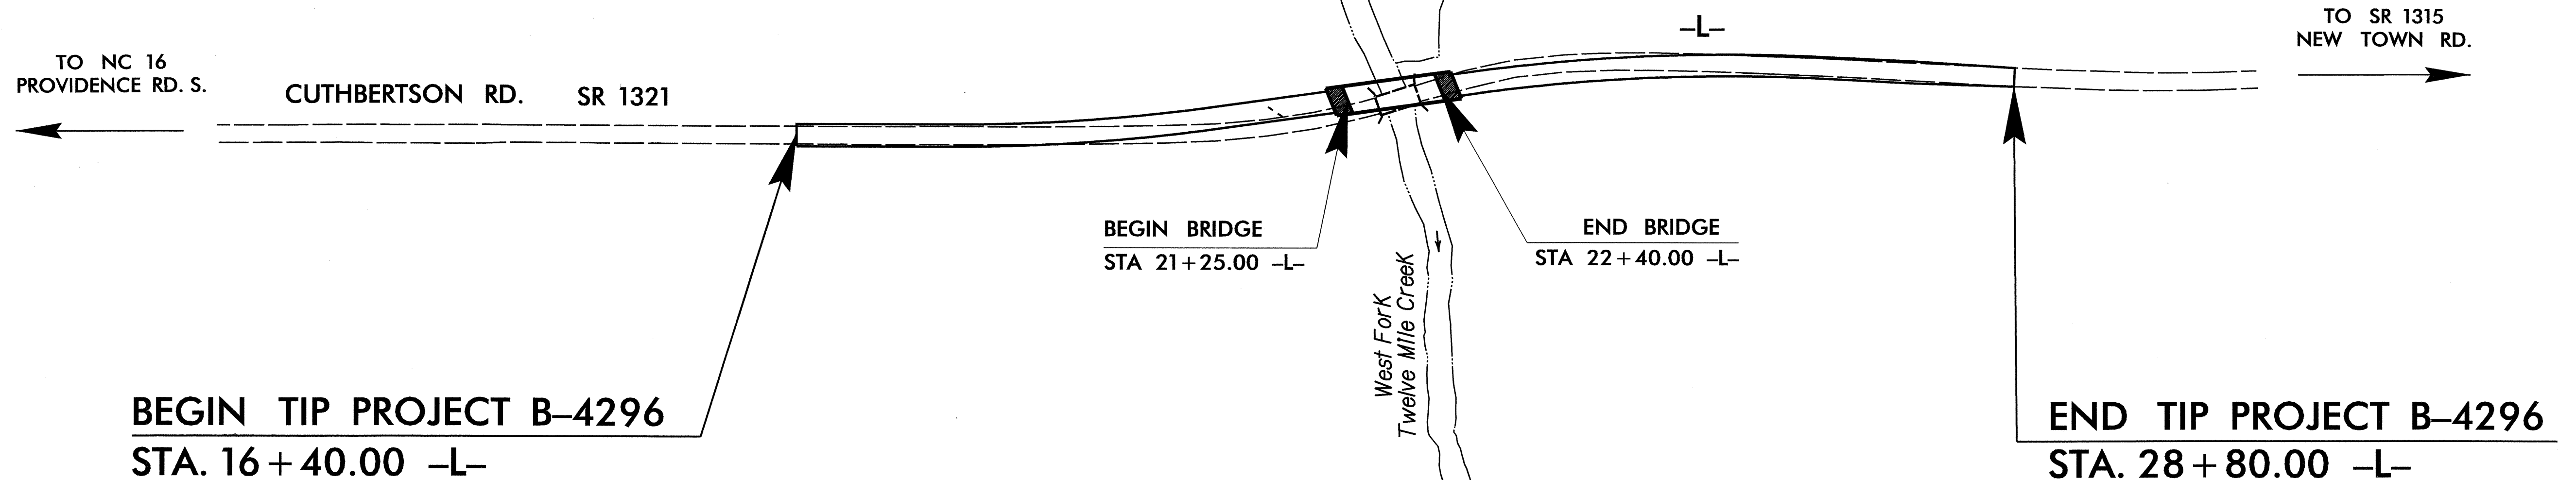 TO NC 16
PROVIDENCE RD. S.
CUTHBERTSON RD. SR 1321
–L–
TO SR 1315
NEW TOWN RD.
BEGIN BRIDGE
STA 21+25.00 –L–
END BRIDGE
STA 22+40.00 –L–
West Fork
Twelve Mile Creek
BEGIN TIP PROJECT B–4296
STA. 16+40.00 –L–
END TIP PROJECT B–4296
STA. 28+80.00 –L–